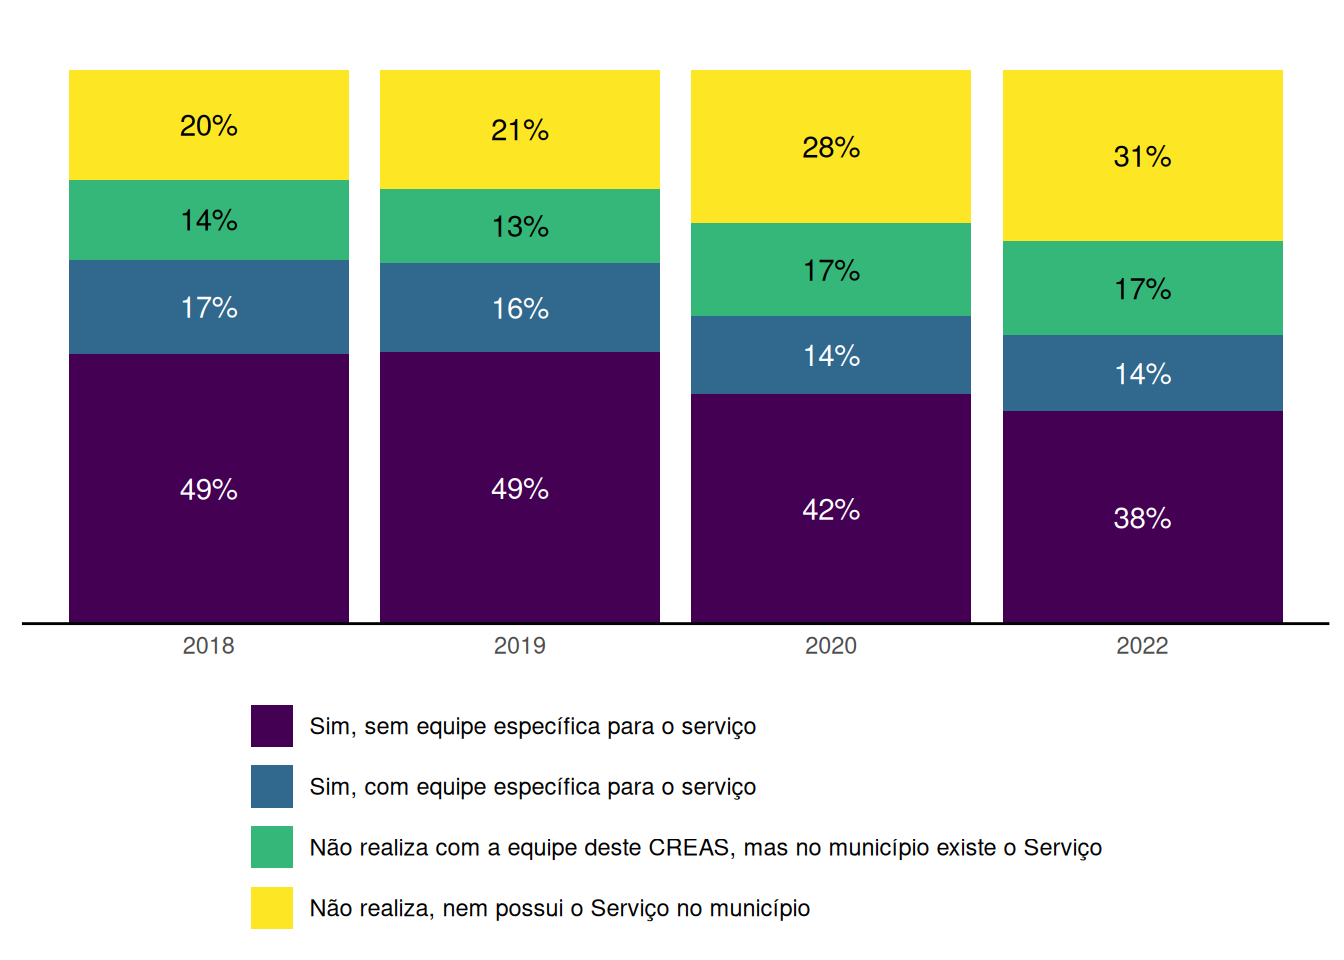 20% 21% 28% 31%
14% 13% 17% 17%
17% 16% 14% 14%
49% 49% 42% 38%
2018 2019 2020 2022
Sim, sem equipe específica para o serviço
Sim, com equipe específica para o serviço
Não realiza com a equipe deste CREAS, mas no município existe o Serviço
Não realiza, nem possui o Serviço no município